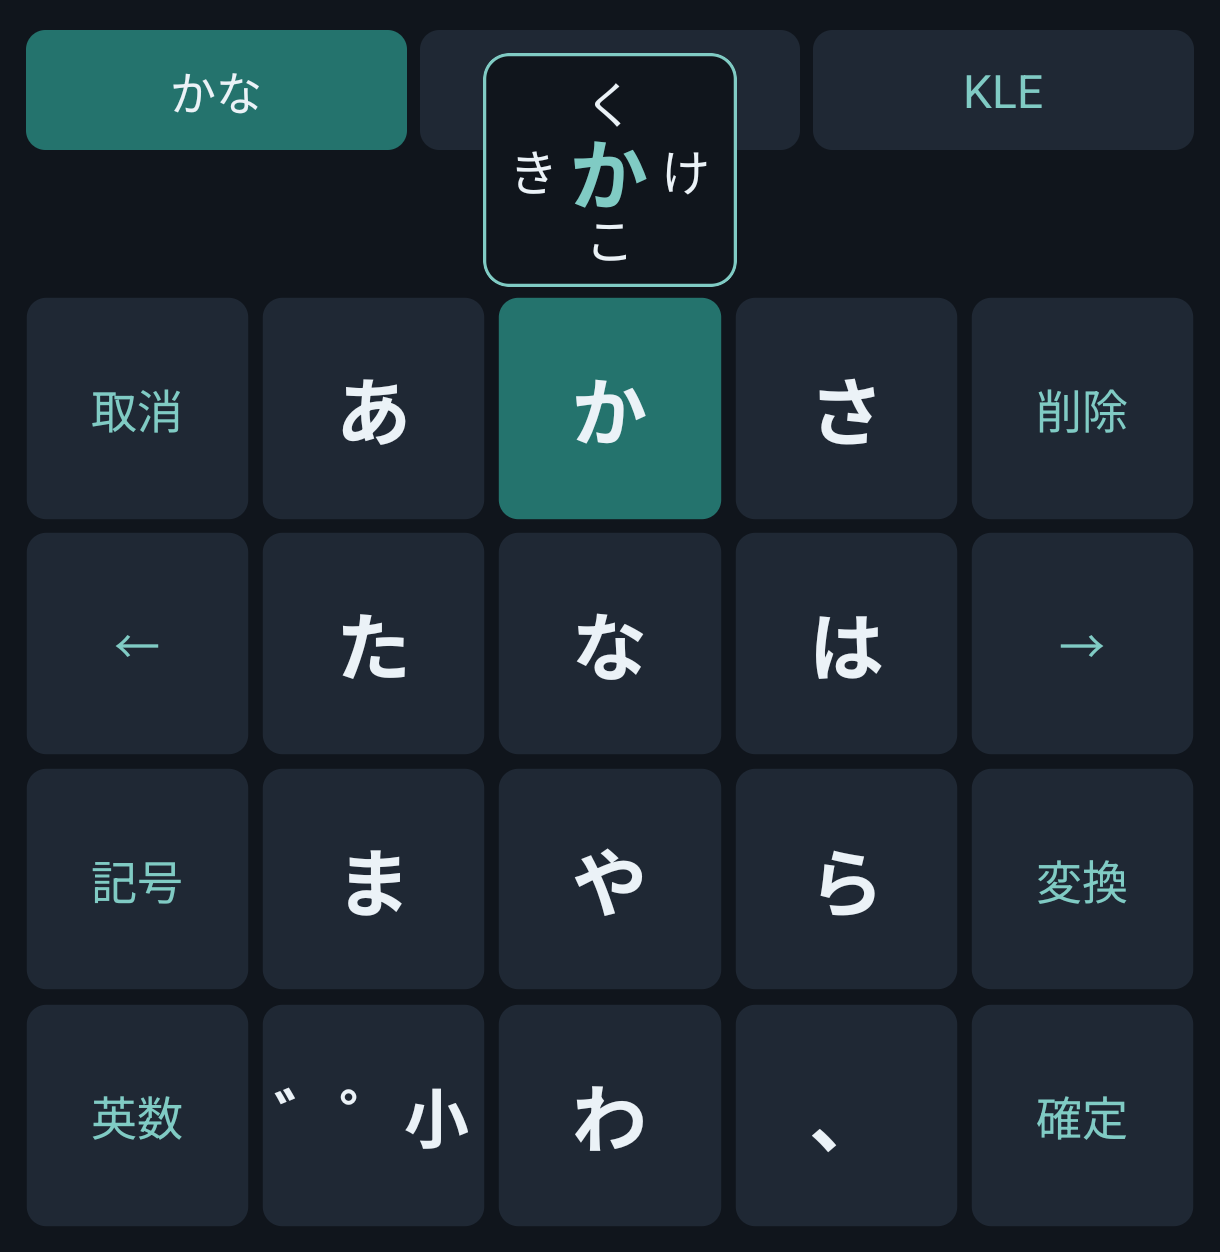 かな KLE
く
き か け
こ
取消 あ か さ 削除
← た な は →
記号 ま や ら 変換
英数 ゛゜小 わ 、 確定